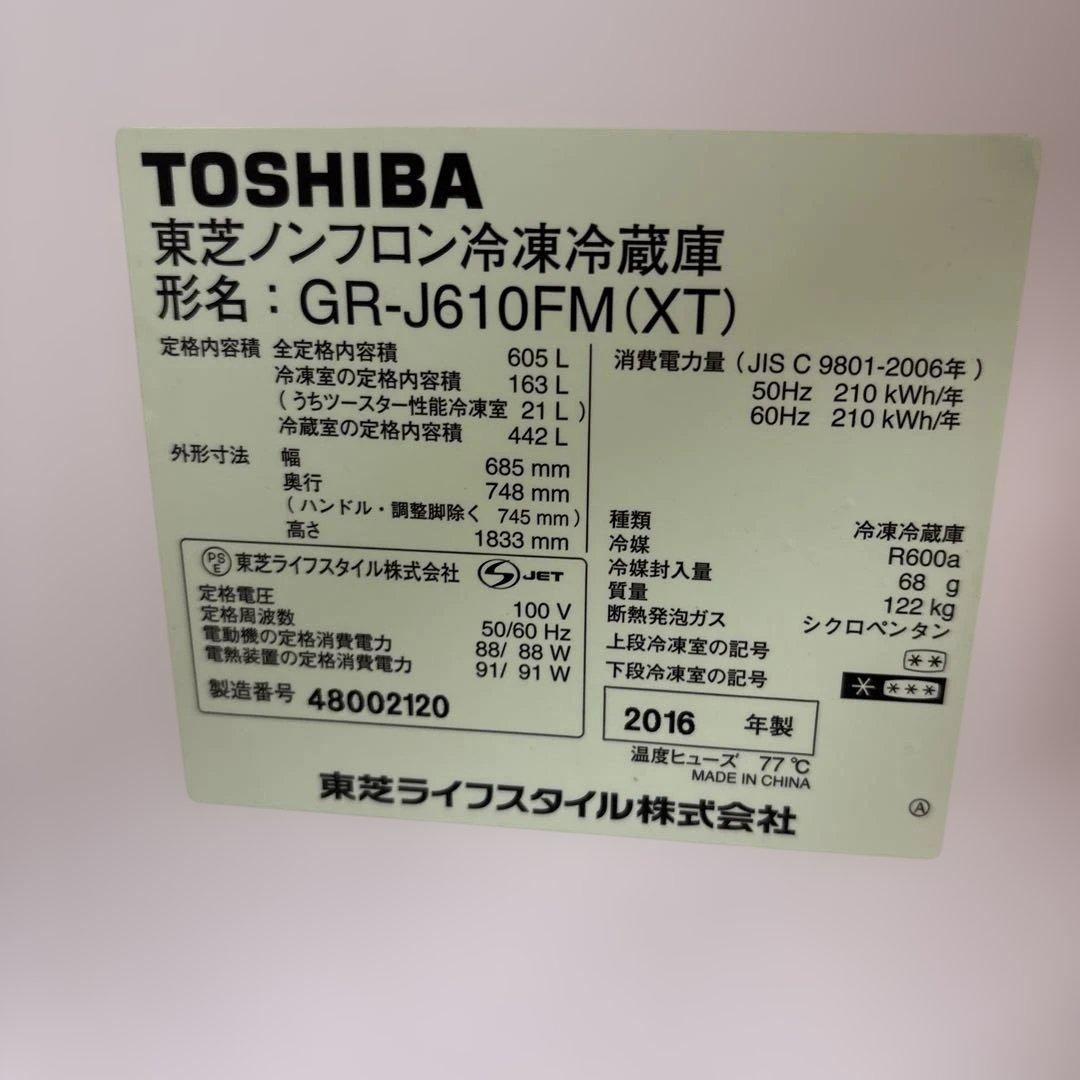 TOSHIBA
東芝ノンフロン冷凍冷蔵庫
形名：GR-J610FM(XT)
定格内容積 全定格内容積 605 L
冷凍室の定格内容積 163 L
(うちツースター性能冷凍室 21 L)
冷蔵室の定格内容積 442 L
外形寸法 幅 685 mm
奥行 748 mm
(ハンドル・調整脚除く 745 mm)
高さ 1833 mm
PSE 東芝ライフスタイル株式会社 S JET
定格電圧 100 V
定格周波数 50/60 Hz
電動機の定格消費電力 88/ 88 W
電熱装置の定格消費電力 91/ 91 W
製造番号 48002120
消費電力量 (JIS C 9801-2006年)
50Hz 210 kWh/年
60Hz 210 kWh/年
種類 冷凍冷蔵庫
冷媒 R600a
冷媒封入量 68 g
質量 122 kg
断熱発泡ガス シクロペンタン
上段冷凍室の記号 **
下段冷凍室の記号 * ***
2016 年製
温度ヒューズ 77℃
MADE IN CHINA
東芝ライフスタイル株式会社
Ⓐ